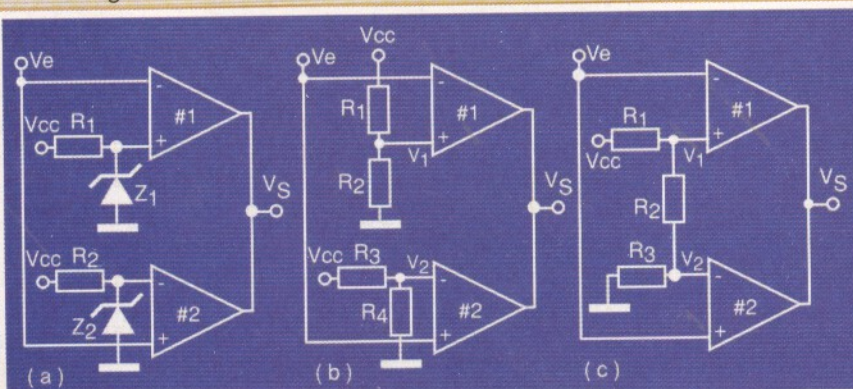 Ve
Vcc
R1
-
+
#1
Z1
VS
Vcc
R2
-
+
#2
Z2
(a)
Ve
Vcc
R1
-
+
#1
V1
R2
VS
Vcc
R3
V2
-
+
#2
R4
(b)
Ve
R1
-
+
#1
Vcc
V1
R2
VS
R3
V2
-
+
#2
(c)